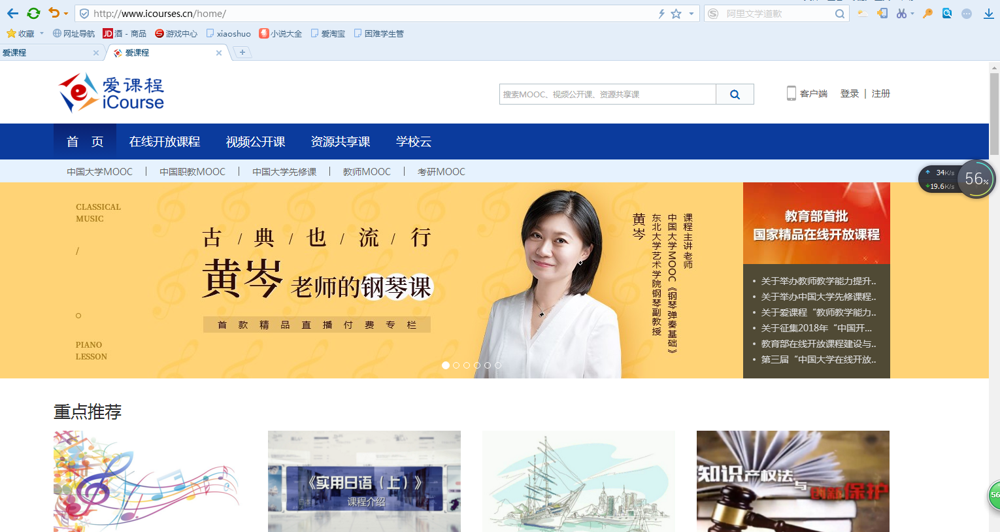 http://www.icourses.cn/home/
阿里文学道歉
收藏
网址导航
JD 酒 - 商品
游戏中心
xiaoshuo
小说大全
爱淘宝
困难学生管
爱课程
爱课程
爱课程
iCourse
搜索MOOC、视频公开课、资源共享课
客户端
登录 | 注册
首 页
在线开放课程
视频公开课
资源共享课
学校云
中国大学MOOC | 中国职教MOOC | 中国大学先修课 | 教师MOOC | 考研MOOC
34K/s
19.6K/s
56%
CLASSICAL
MUSIC
/
PIANO
LESSON
古 / 典 / 也 / 流 / 行
黄岑 老师的钢琴课
首款精品直播付费专栏
课程主讲老师
中国大学MOOC《钢琴弹奏基础》
东北大学艺术学院钢琴副教授
黄岑
教育部首批
国家精品在线开放课程
• 关于举办教师教学能力提升..
• 关于举办中国大学先修课程..
• 关于爱课程“教师教学能力..
• 关于征集2018年“中国开...
• 教育部在线开放课程建设与..
• 第三届“中国大学在线开放..
重点推荐
《实用日语（上）》
课程介绍
知识产权法
与创新保护
56